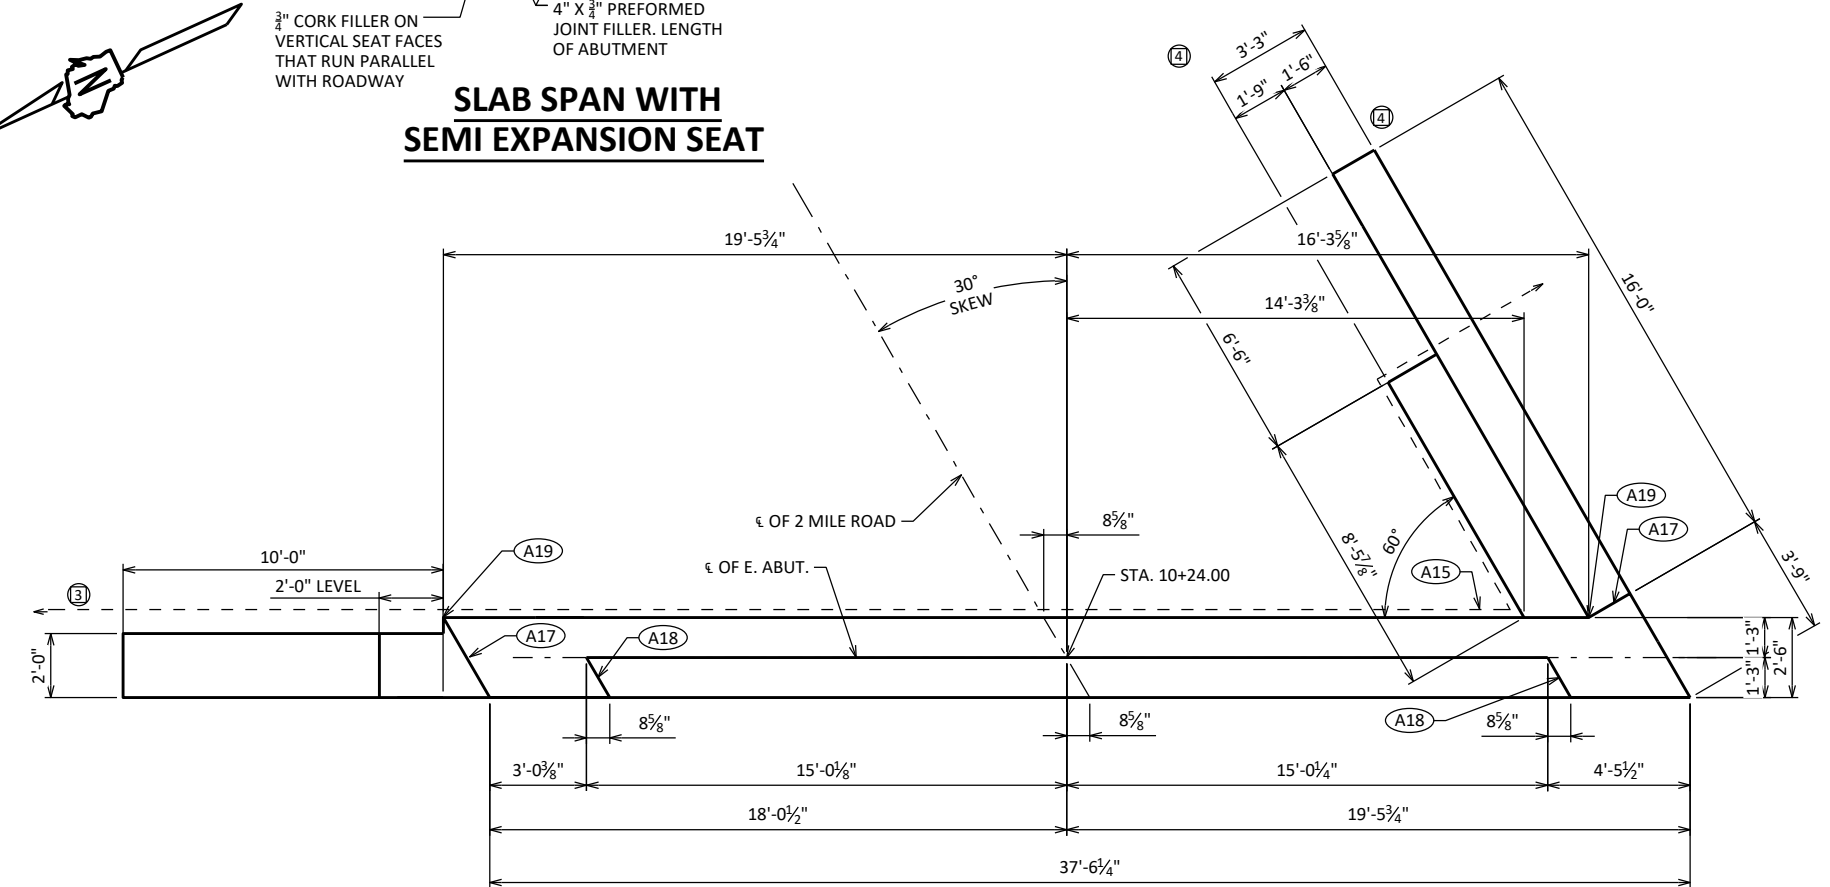 ¾" CORK FILLER ON
VERTICAL SEAT FACES
THAT RUN PARALLEL
WITH ROADWAY
4" X ¾" PREFORMED
JOINT FILLER. LENGTH
OF ABUTMENT
N
SLAB SPAN WITH
SEMI EXPANSION SEAT
4
3'-3"
1'-6"
1'-9"
4
19'-5¾"
16'-3⅝"
30°
SKEW
14'-3⅜"
16'-0"
6'-6"
℄ OF 2 MILE ROAD
8⅝"
8'-5⅞"
60°
A19
A17
A15
3'-9"
10'-0"
A19
℄ OF E. ABUT.
STA. 10+24.00
3
2'-0" LEVEL
2'-0"
A17
A18
1'-3"
1'-3"
2'-6"
8⅝"
8⅝"
A18
8⅝"
3'-0⅜"
15'-0⅛"
15'-0¼"
4'-5½"
18'-0½"
19'-5¾"
37'-6¼"